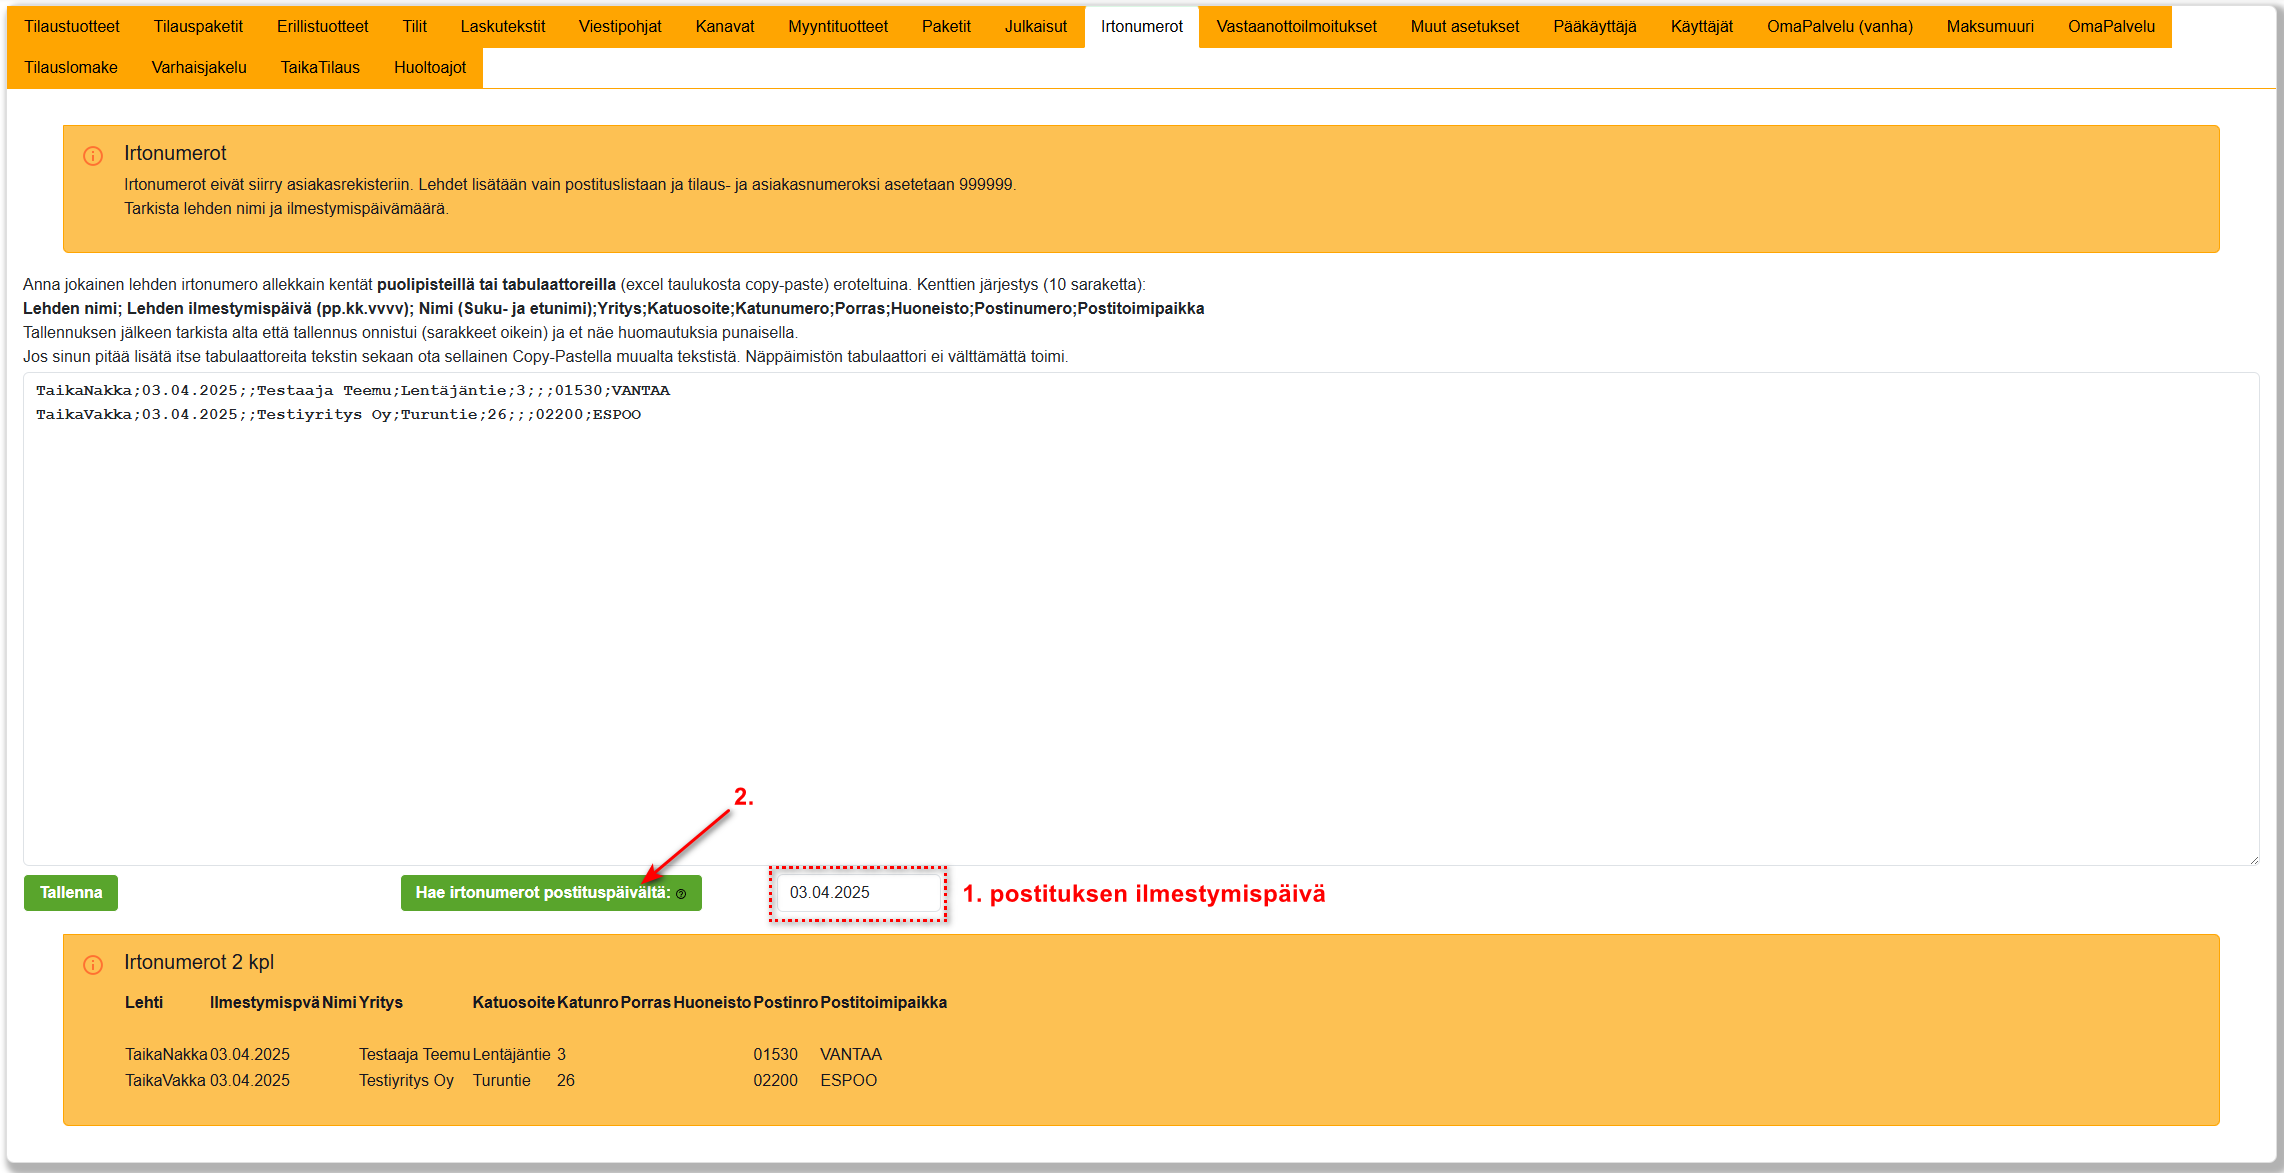 Tilaustuotteet Tilauspaketit Erillistuotteet Tilit Laskutekstit Viestipohjat Kanavat Myyntituotteet Paketit Julkaisut Irtonumerot Vastaanottoilmoitukset Muut asetukset Pääkäyttäjä Käyttäjät OmaPalvelu (vanha) Maksumuuri OmaPalvelu
Tilauslomake Varhaisjakelu TaikaTilaus Huoltoajot
Irtonumerot
Irtonumerot eivät siirry asiakasrekisteriin. Lehdet lisätään vain postituslistaan ja tilaus- ja asiakasnumeroksi asetetaan 999999.
Tarkista lehden nimi ja ilmestymispäivämäärä.
Anna jokainen lehden irtonumero allekkain kentät puolipisteillä tai tabulaattoreilla (excel taulukosta copy-paste) eroteltuina. Kenttien järjestys (10 saraketta):
Lehden nimi; Lehden ilmestymispäivä (pp.kk.vvvv); Nimi (Suku- ja etunimi);Yritys;Katuosoite;Katunumero;Porras;Huoneisto;Postinumero;Postitoimipaikka
Tallennuksen jälkeen tarkista alta että tallennus onnistui (sarakkeet oikein) ja et näe huomautuksia punaisella.
Jos sinun pitää lisätä itse tabulaattoreita tekstin sekaan ota sellainen Copy-Pastella muualta tekstistä. Näppäimistön tabulaattori ei välttämättä toimi.
TaikaNakka;03.04.2025;;Testaaja Teemu;Lentäjäntie;3;;;01530;VANTAA
TaikaVakka;03.04.2025;;Testiyritys Oy;Turuntie;26;;;02200;ESPOO
2.
Tallenna Hae irtonumerot postituspäivältä: 03.04.2025 1. postituksen ilmestymispäivä
Irtonumerot 2 kpl
Lehti Ilmestymispvä Nimi Yritys Katuosoite Katunro Porras Huoneisto Postinro Postitoimipaikka
TaikaNakka 03.04.2025 Testaaja Teemu Lentäjäntie 3 01530 VANTAA
TaikaVakka 03.04.2025 Testiyritys Oy Turuntie 26 02200 ESPOO